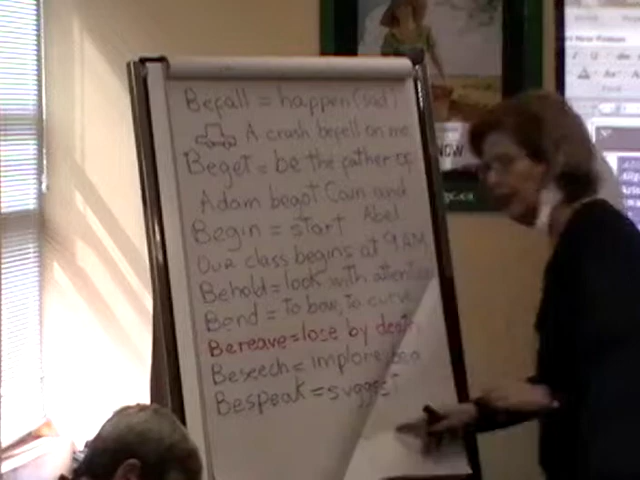 Befall = happen (sad)
A crash befell on me
Beget = be the father of
Adam begot Cain and
Abel
Begin = start
Our class begins at 9 AM
Behold = look with attention
Bend = to bow, to curve
Bereave = lose by death
Beseech = implore, beg
Bespeak = suggest
NOW